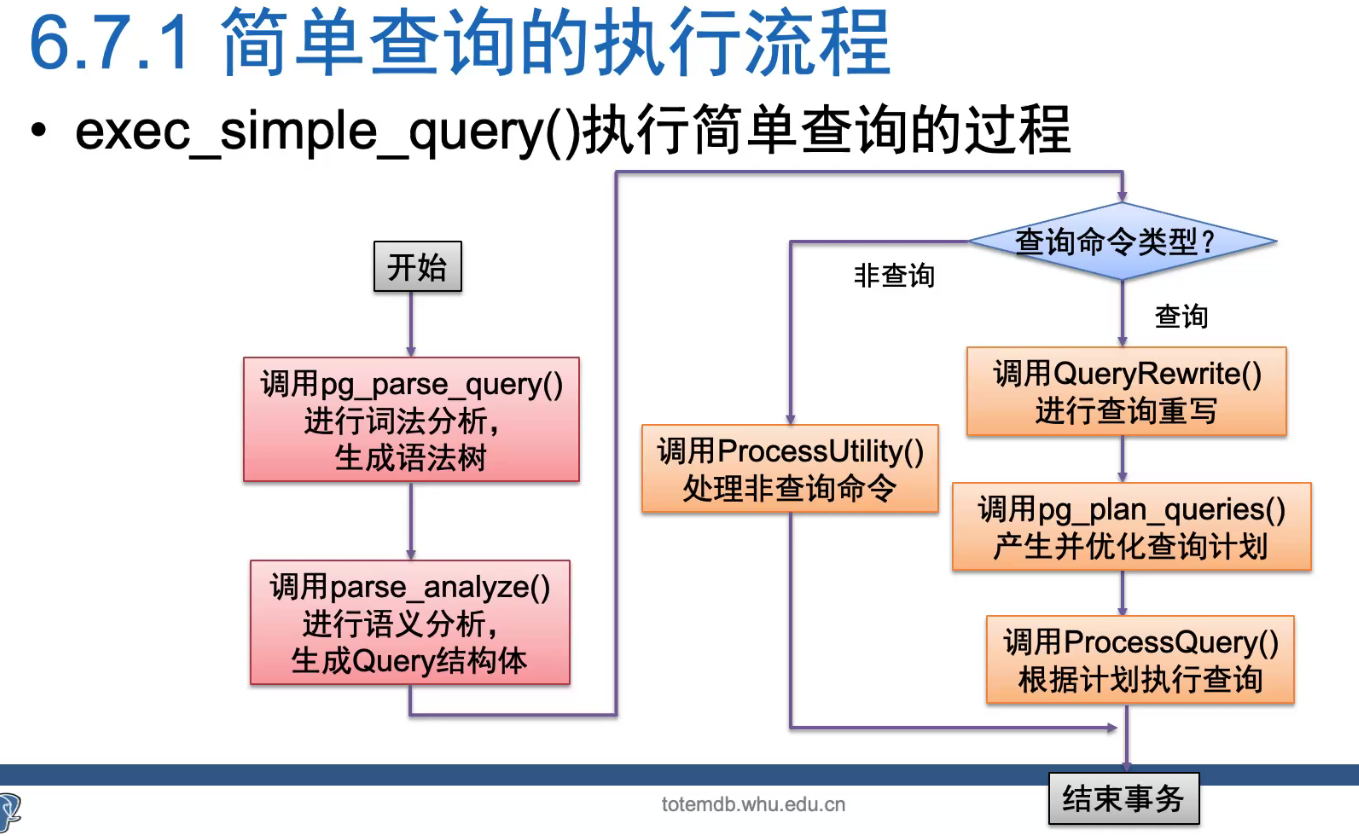 6.7.1 简单查询的执行流程
• exec_simple_query()执行简单查询的过程
开始
调用pg_parse_query()
进行词法分析，
生成语法树
调用parse_analyze()
进行语义分析，
生成Query结构体
查询命令类型？
非查询
查询
调用ProcessUtility()
处理非查询命令
调用QueryRewrite()
进行查询重写
调用pg_plan_queries()
产生并优化查询计划
调用ProcessQuery()
根据计划执行查询
结束事务
totemdb.whu.edu.cn